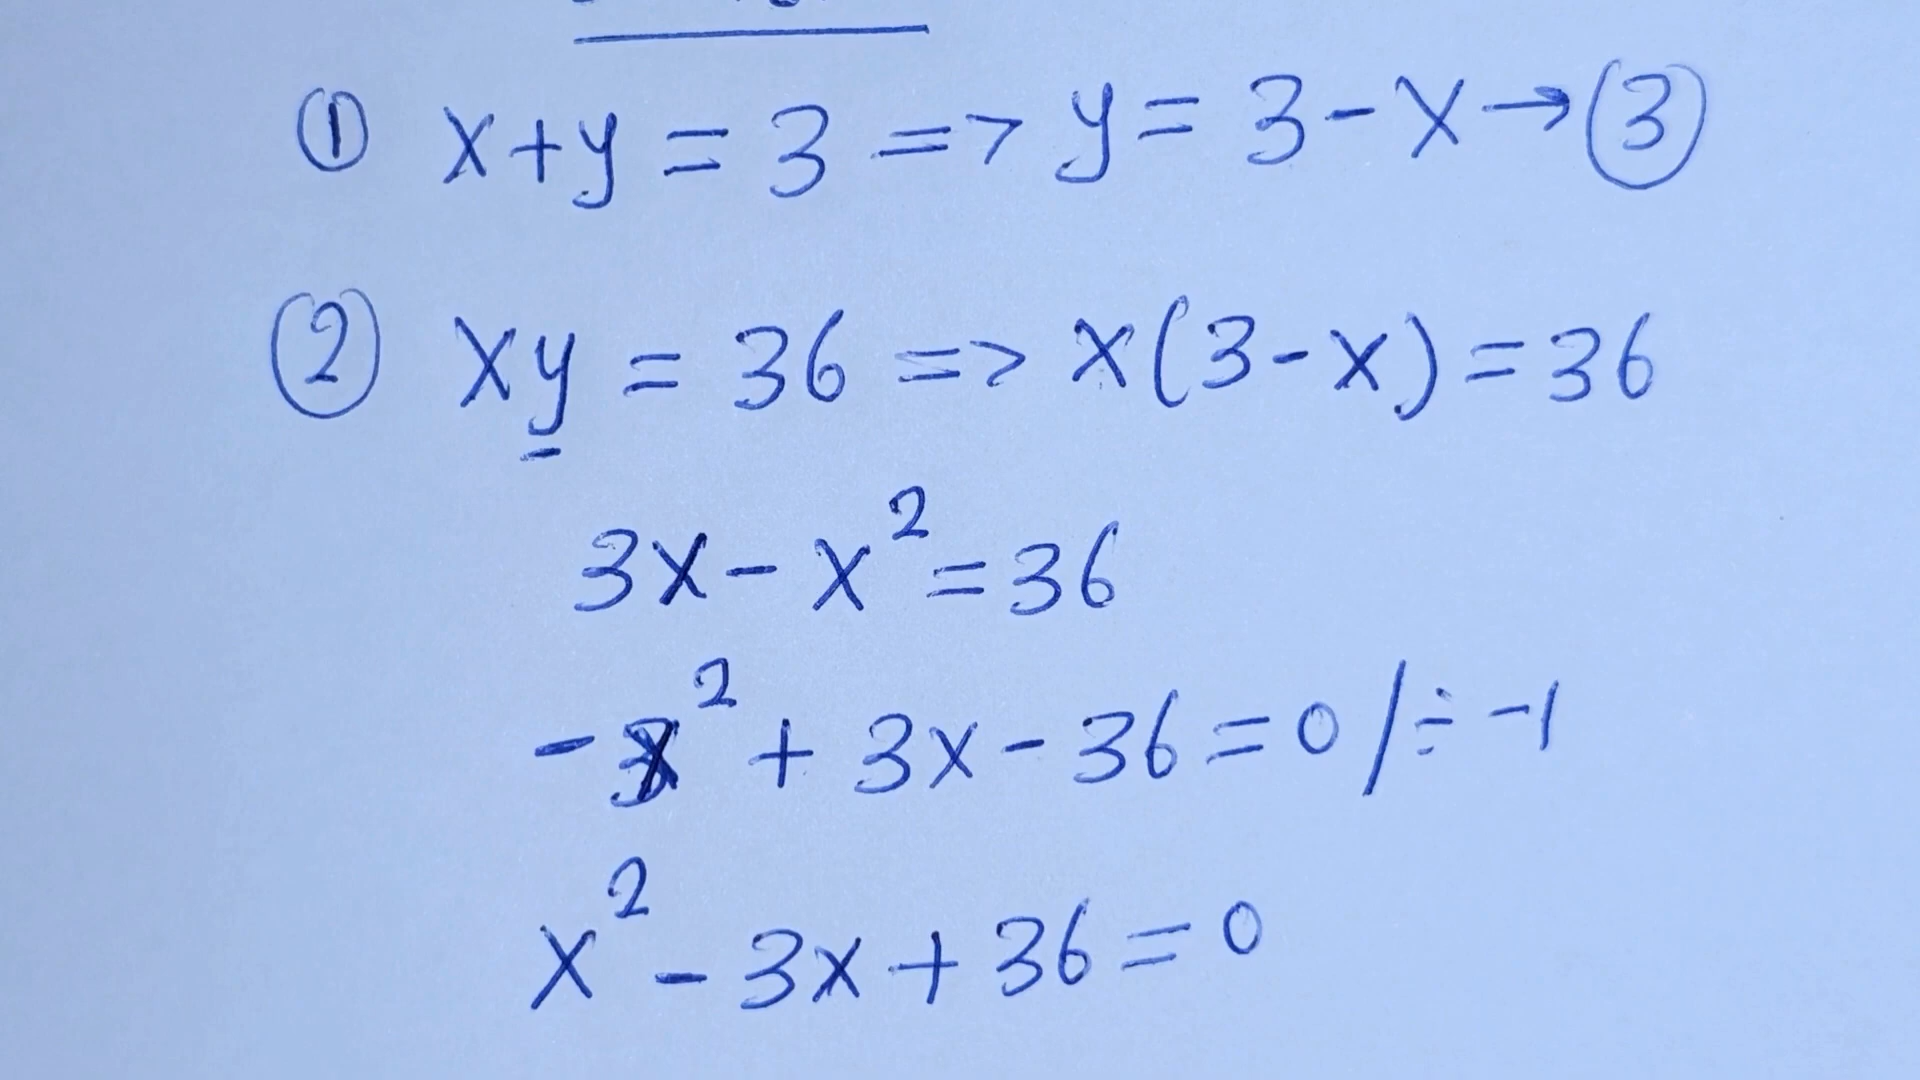 ① x+y = 3 => y = 3-x → ③
② xy = 36 => x(3-x) = 36
3x - x² = 36
-x² + 3x - 36 = 0 / ÷ -1
x² - 3x + 36 = 0